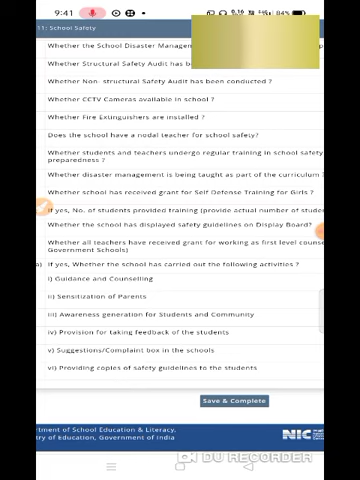 9:41
84%
11: School Safety
Whether the School Disaster Managem
Whether Structural Safety Audit has be
Whether Non- structural Safety Audit has been conducted ?
Whether CCTV Cameras available in school ?
Whether Fire Extinguishers are installed ?
Does the school have a nodal teacher for school safety?
Whether students and teachers undergo regular training in school safety
preparedness ?
Whether disaster management is being taught as part of the curriculum ?
Whether school has received grant for Self Defense Training for Girls ?
If yes, No. of students provided training (provide actual number of studen
Whether the school has displayed safety guidelines on Display Board?
Whether all teachers have received grant for working as first level counse
Government Schools)
a) If yes, Whether the school has carried out the following activities ?
i) Guidance and Counselling
ii) Sensitization of Parents
iii) Awareness generation for Students and Community
iv) Provision for taking feedback of the students
v) Suggestions/Complaint box in the schools
vi) Providing copies of safety guidelines to the students
Save & Complete
rtment of School Education & Literacy,
try of Education, Government of India
NIC
DU RECORDER